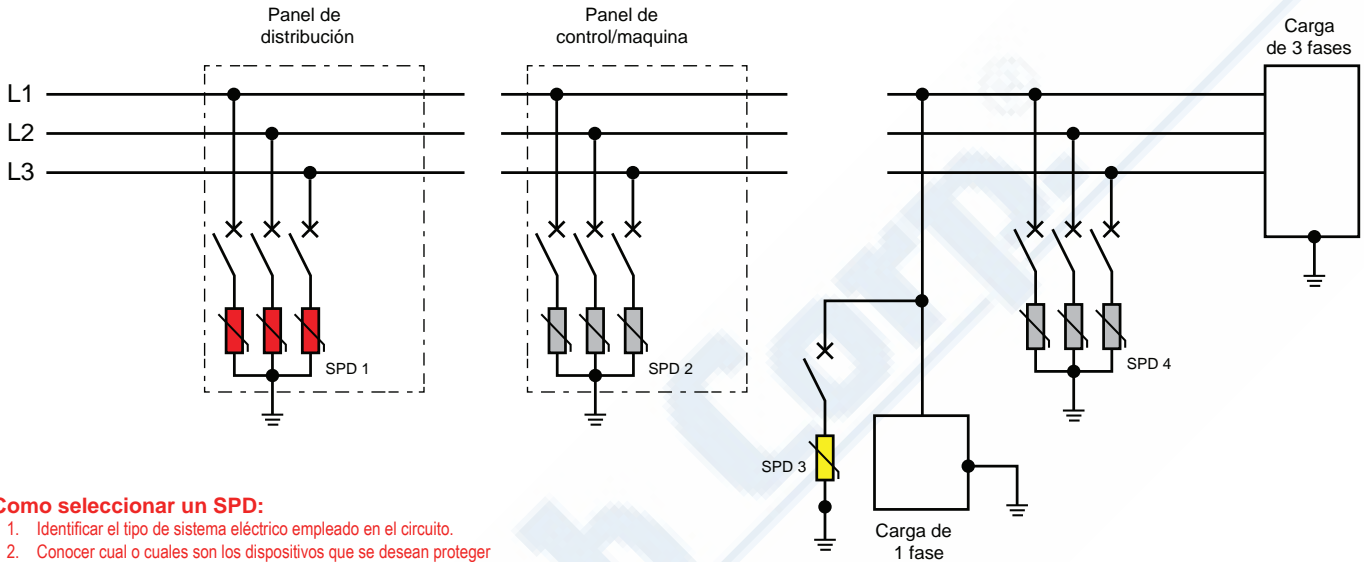 Panel de
distribución
Panel de
control/maquina
Carga
de 3 fases
L1
L2
L3
SPD 1
SPD 2
SPD 4
SPD 3
Carga de
1 fase
Como seleccionar un SPD:
1. Identificar el tipo de sistema eléctrico empleado en el circuito.
2. Conocer cual o cuales son los dispositivos que se desean proteger
Corp.
®